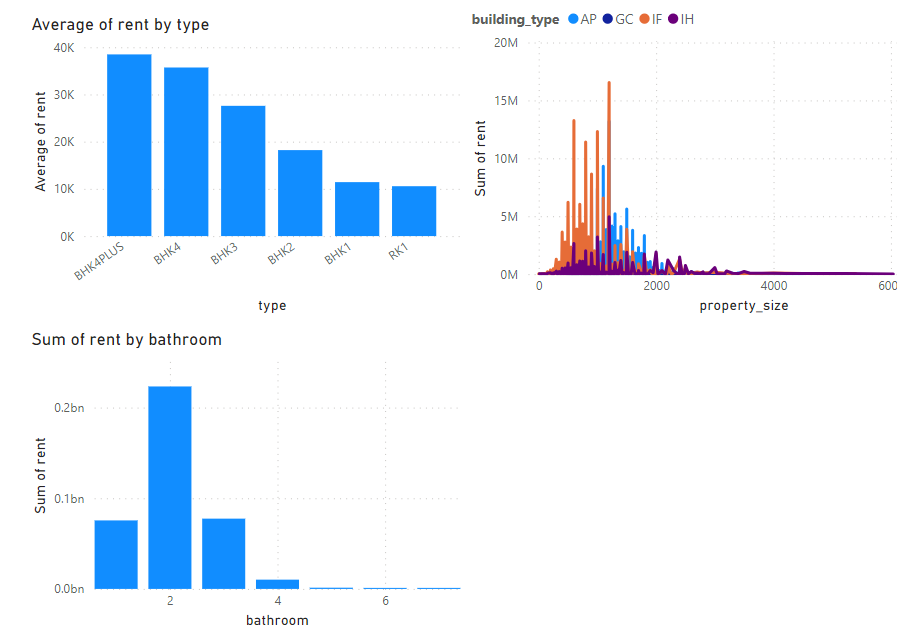 Average of rent by type
40K
30K
20K
10K
0K
Average of rent
BHK4PLUS
BHK4
BHK3
BHK2
BHK1
RK1
type
building_type AP GC IF IH
20M
15M
10M
5M
0M
Sum of rent
0 2000 4000 600
property_size
Sum of rent by bathroom
0.2bn
0.1bn
0.0bn
Sum of rent
2 4 6
bathroom